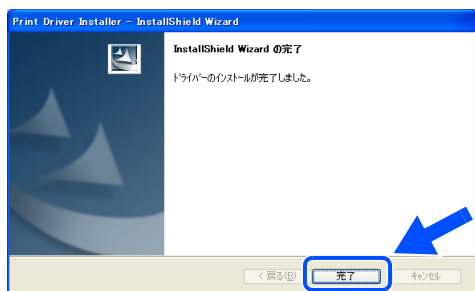 Print Driver Installer - InstallShield Wizard
InstallShield Wizard の完了
ドライバーのインストールが完了しました。
< 戻る(B)
完了
キャンセル